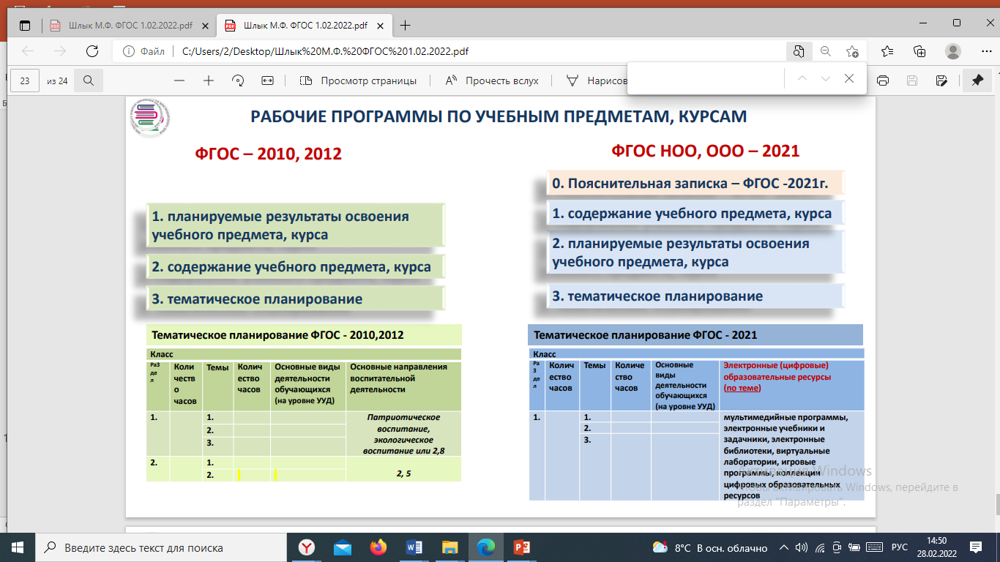 Шлык М.Ф. ФГОС 1.02.2022.pdf
Шлык М.Ф. ФГОС 1.02.2022.pdf
Файл
C:/Users/2/Desktop/Шлык%20М.Ф.%20ФГОС%201.02.2022.pdf
23 из 24
Просмотр страницы
Прочесть вслух
Нарисов
РАБОЧИЕ ПРОГРАММЫ ПО УЧЕБНЫМ ПРЕДМЕТАМ, КУРСАМ
ФГОС – 2010, 2012
1. планируемые результаты освоения
учебного предмета, курса
2. содержание учебного предмета, курса
3. тематическое планирование
ФГОС НОО, ООО – 2021
0. Пояснительная записка – ФГОС -2021г.
1. содержание учебного предмета, курса
2. планируемые результаты освоения
учебного предмета, курса
3. тематическое планирование
Тематическое планирование ФГОС - 2010,2012
Класс
Ра3
де
л
Коли
честв
о
часов
Темы
Колич
ество
часов
Основные виды
деятельности
обучающихся
(на уровне УУД)
Основные направления
воспитательной
деятельности
1.
1.
2.
3.
Патриотическое
воспитание,
экологическое
воспитание или 2,8
2.
1.
2.
2, 5
Тематическое планирование ФГОС - 2021
Класс
Ра
3
де
л
Колич
ество
часов
Темы
Количе
ство
часов
Основные
виды
деятельности
обучающихся
(на уровне УУД)
Электронные (цифровые)
образовательные ресурсы
(по теме)
1.
1.
2.
3.
мультимедийные программы,
электронные учебники и
задачники, электронные
библиотеки, виртуальные
лаборатории, игровые
программы, коллекции
цифровых образовательных
ресурсов
Активация Windows
Чтобы активировать Windows, перейдите в
раздел "Параметры".
Введите здесь текст для поиска
8°C В осн. облачно
РУС
14:50
28.02.2022